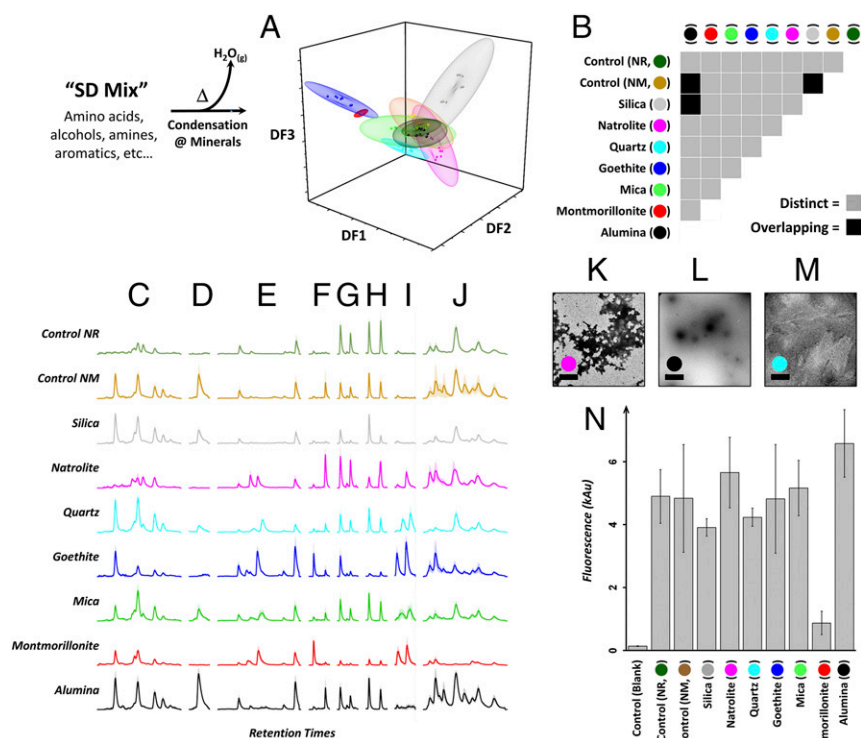 A
H₂O(g)
"SD Mix"
Δ
Amino acids,
alcohols, amines,
aromatics, etc...
Condensation
@ Minerals
DF3
DF1
DF2
B
( ) ( ) ( ) ( ) ( ) ( ) ( ) ( ) ( )
Control (NR, )
Control (NM, )
Silica ( )
Natrolite ( )
Quartz ( )
Goethite ( )
Mica ( )
Montmorillonite ( )
Alumina ( )
Distinct =
Overlapping =
C D E F G H I J
Control NR
Control NM
Silica
Natrolite
Quartz
Goethite
Mica
Montmorillonite
Alumina
Retention Times
K L M
N
Fluorescence (kAu)
6
4
2
0
Control (Blank)
Control (NR, )
ontrol (NM, )
Silica ( )
Natrolite ( )
Quartz ( )
Goethite ( )
Mica ( )
morillonite ( )
Alumina ( )